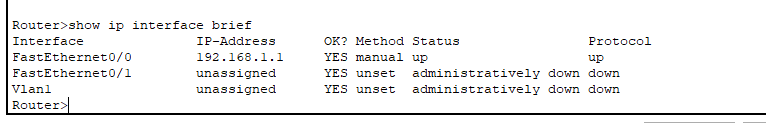 Router>show ip interface brief
Interface IP-Address OK? Method Status Protocol
FastEthernet0/0 192.168.1.1 YES manual up up
FastEthernet0/1 unassigned YES unset administratively down down
Vlan1 unassigned YES unset administratively down down
Router>